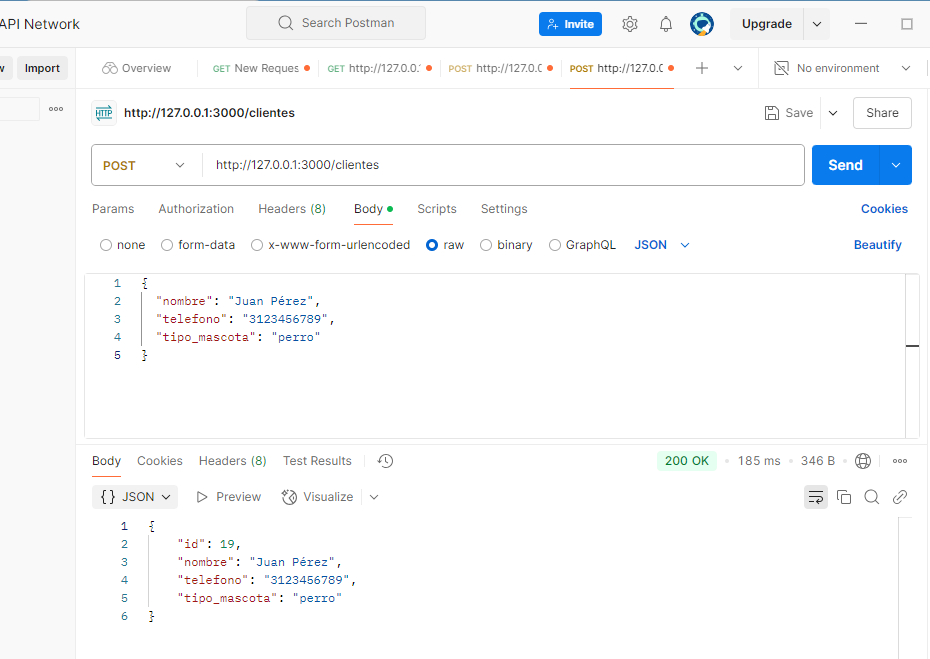 API Network
Search Postman
Invite
Upgrade
Import
Overview
GET New Reques
GET http://127.0.0.
POST http://127.0.0
POST http://127.0.0
No environment
HTTP http://127.0.0.1:3000/clientes
Save
Share
POST http://127.0.0.1:3000/clientes
Send
Params Authorization Headers (8) Body Scripts Settings Cookies
none form-data x-www-form-urlencoded raw binary GraphQL JSON Beautify
1 {
2 "nombre": "Juan Pérez",
3 "telefono": "3123456789",
4 "tipo_mascota": "perro"
5 }
Body Cookies Headers (8) Test Results 200 OK 185 ms 346 B
{} JSON Preview Visualize
1 {
2 "id": 19,
3 "nombre": "Juan Pérez",
4 "telefono": "3123456789",
5 "tipo_mascota": "perro"
6 }